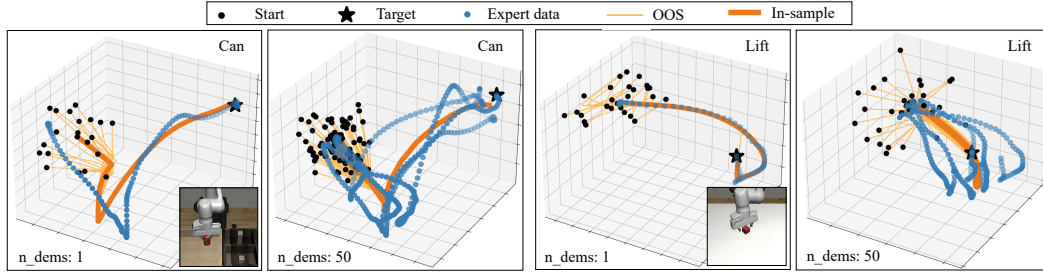 Start Target Expert data OOS In-sample
Can
n_dems: 1
Can
n_dems: 50
Lift
n_dems: 1
Lift
n_dems: 50